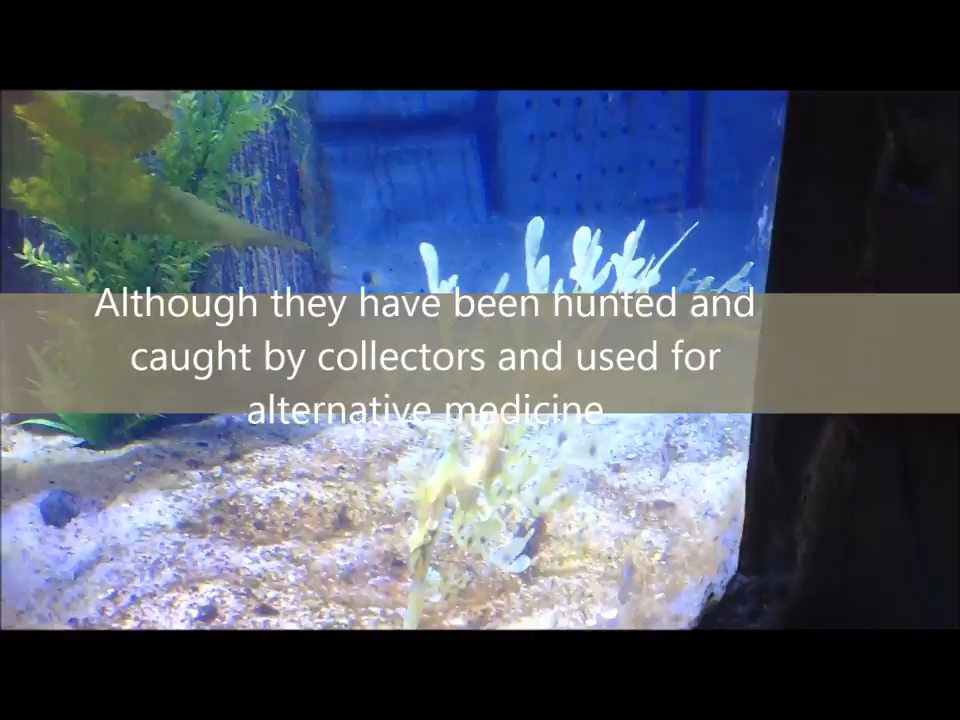 Although they have been hunted and
caught by collectors and used for
alternative medicine